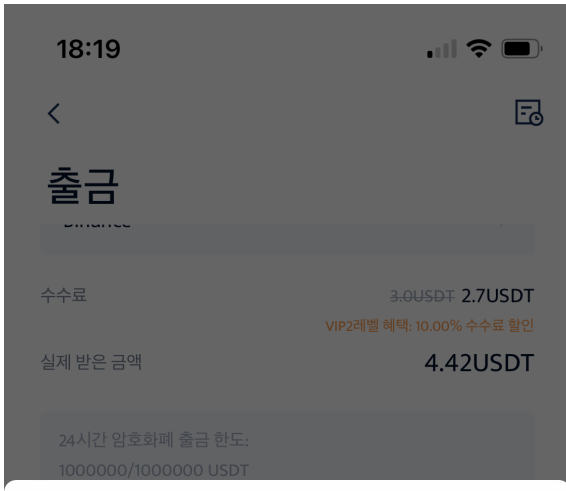 18:19
출금
Binance
수수료 3.0USDT 2.7USDT
VIP2레벨 혜택: 10.00% 수수료 할인
실제 받은 금액 4.42USDT
24시간 암호화폐 출금 한도:
1000000/1000000 USDT